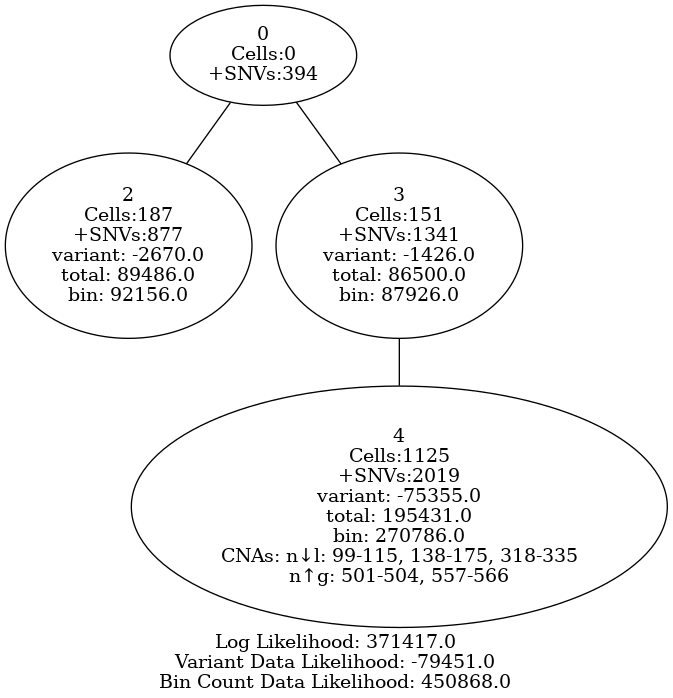 0
Cells:0
+SNVs:394
2
Cells:187
+SNVs:877
variant: -2670.0
total: 89486.0
bin: 92156.0
3
Cells:151
+SNVs:1341
variant: -1426.0
total: 86500.0
bin: 87926.0
4
Cells:1125
+SNVs:2019
variant: -75355.0
total: 195431.0
bin: 270786.0
CNAs: n↓l: 99-115, 138-175, 318-335
n↑g: 501-504, 557-566
Log Likelihood: 371417.0
Variant Data Likelihood: -79451.0
Bin Count Data Likelihood: 450868.0